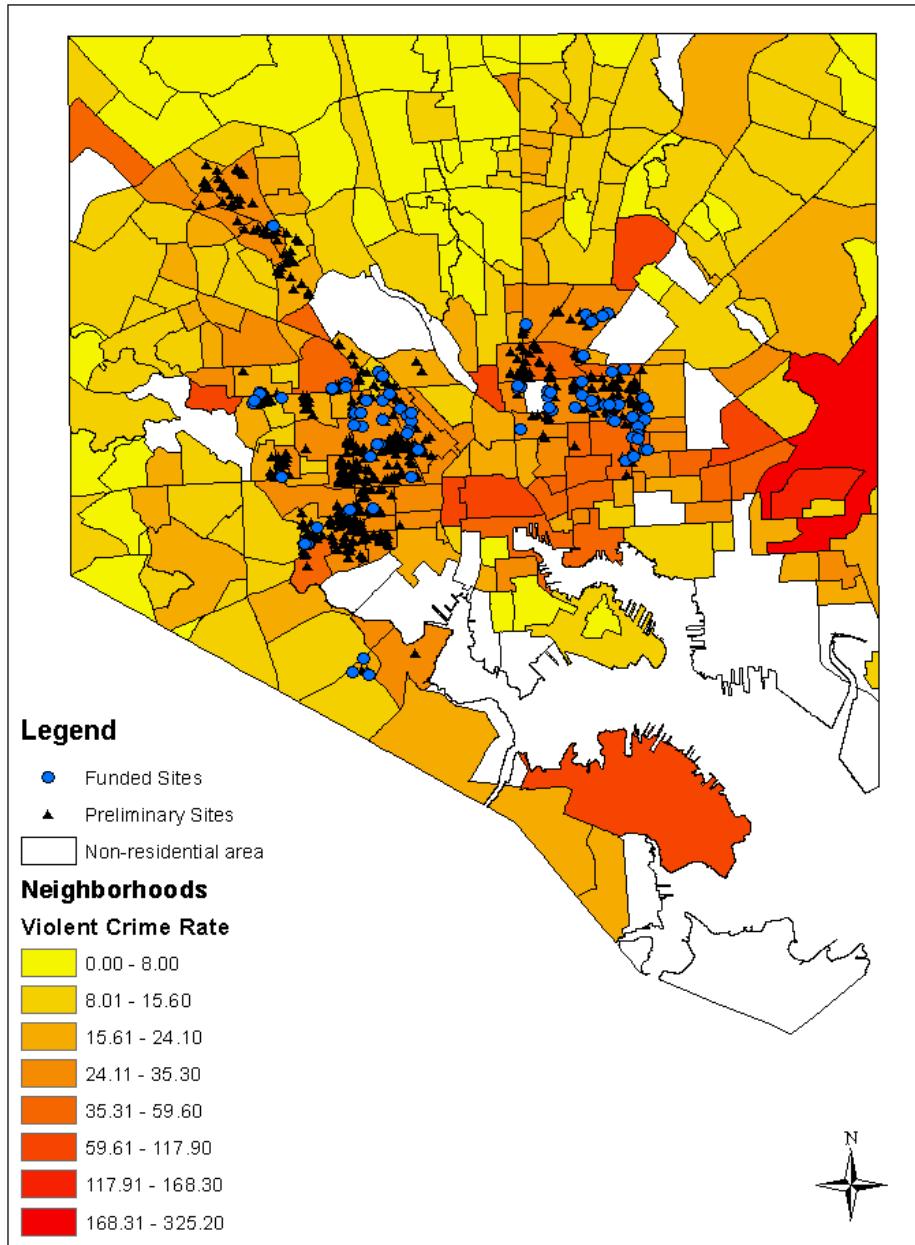 Legend
Funded Sites
Preliminary Sites
Non-residential area
Neighborhoods
Violent Crime Rate
0.00 - 8.00
8.01 - 15.60
15.61 - 24.10
24.11 - 35.30
35.31 - 59.60
59.61 - 117.90
117.91 - 168.30
168.31 - 325.20
N